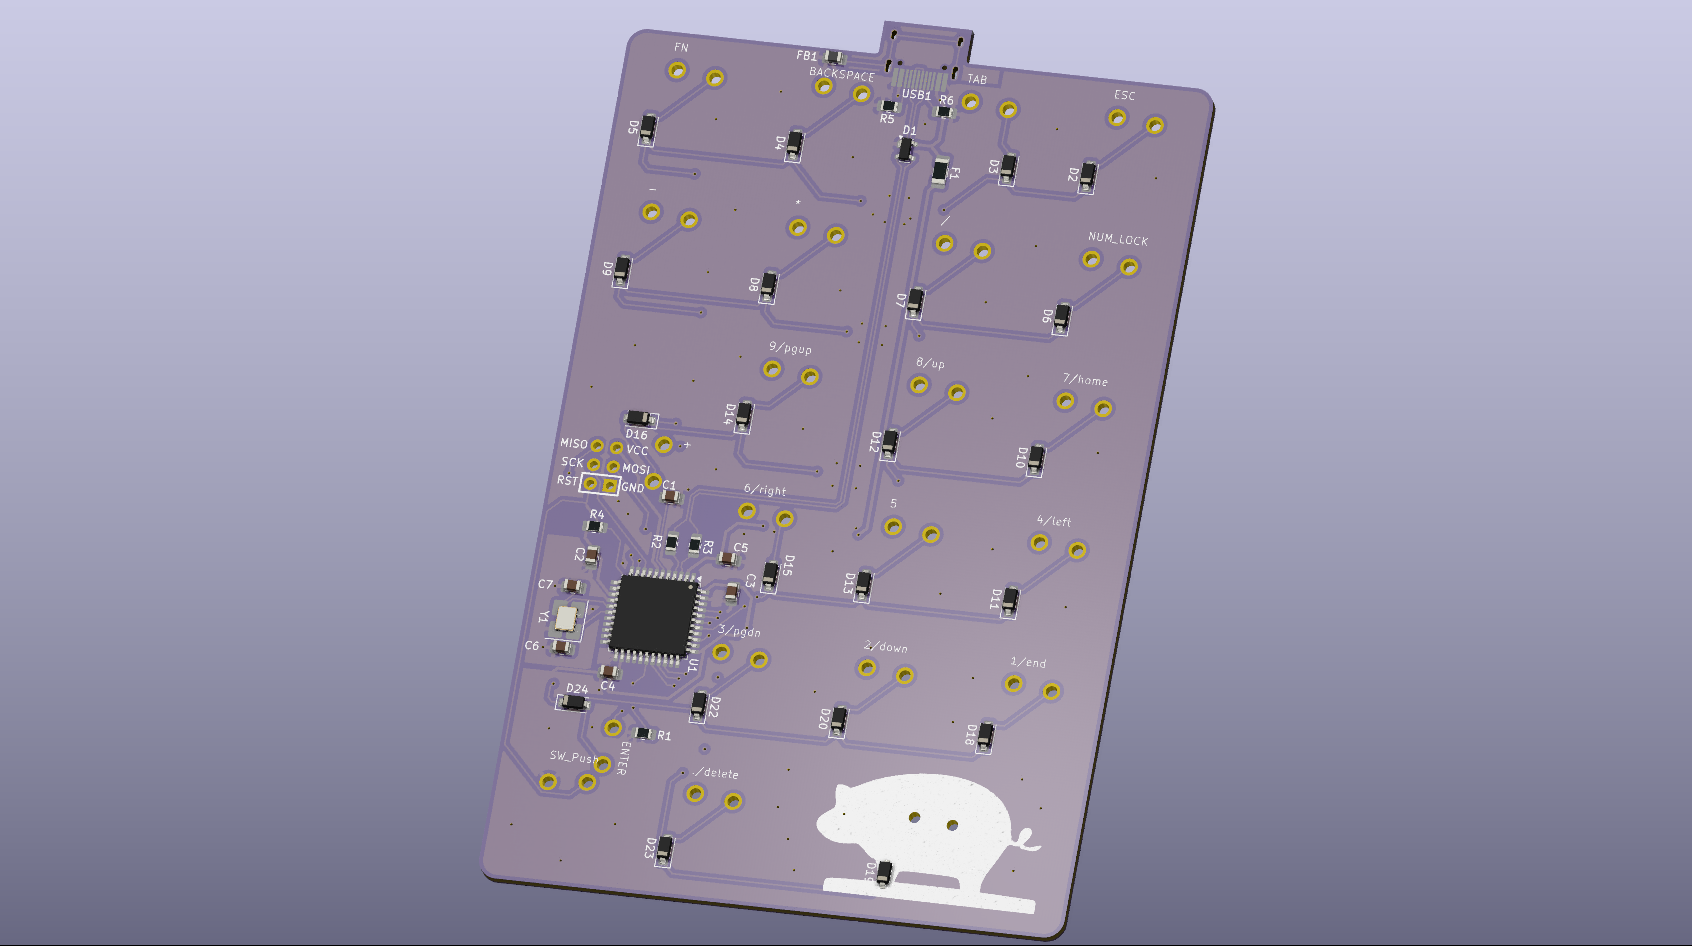 FN
FB1
BACKSPACE
TAB
USB1
R6
ESC
R5
D5
D4
D1
F1
D3
D2
-
*
/
NUM_LOCK
D9
D8
D7
D6
9/pgup
8/up
7/home
D14
D16
+
D12
D10
MISO
VCC
SCK
MOSI
RST
GND
C1
6/right
5
4/left
R4
R2
R3
C5
C2
C7
C3
D15
D13
D11
Y1
C6
U1
3/pgdn
2/down
1/end
C4
D24
D22
D20
D18
R1
ENTER
SW_Push
./delete
D23